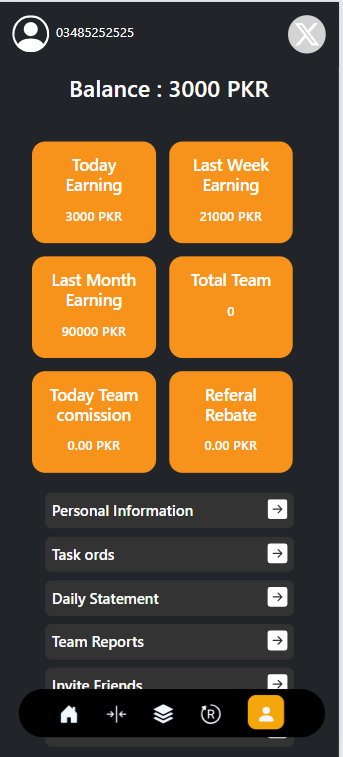 03485252525
Balance : 3000 PKR
Today
Earning
3000 PKR
Last Week
Earning
21000 PKR
Last Month
Earning
90000 PKR
Total Team
0
Today Team
comission
0.00 PKR
Referal
Rebate
0.00 PKR
Personal Information
Task ords
Daily Statement
Team Reports
Invite Friends
R